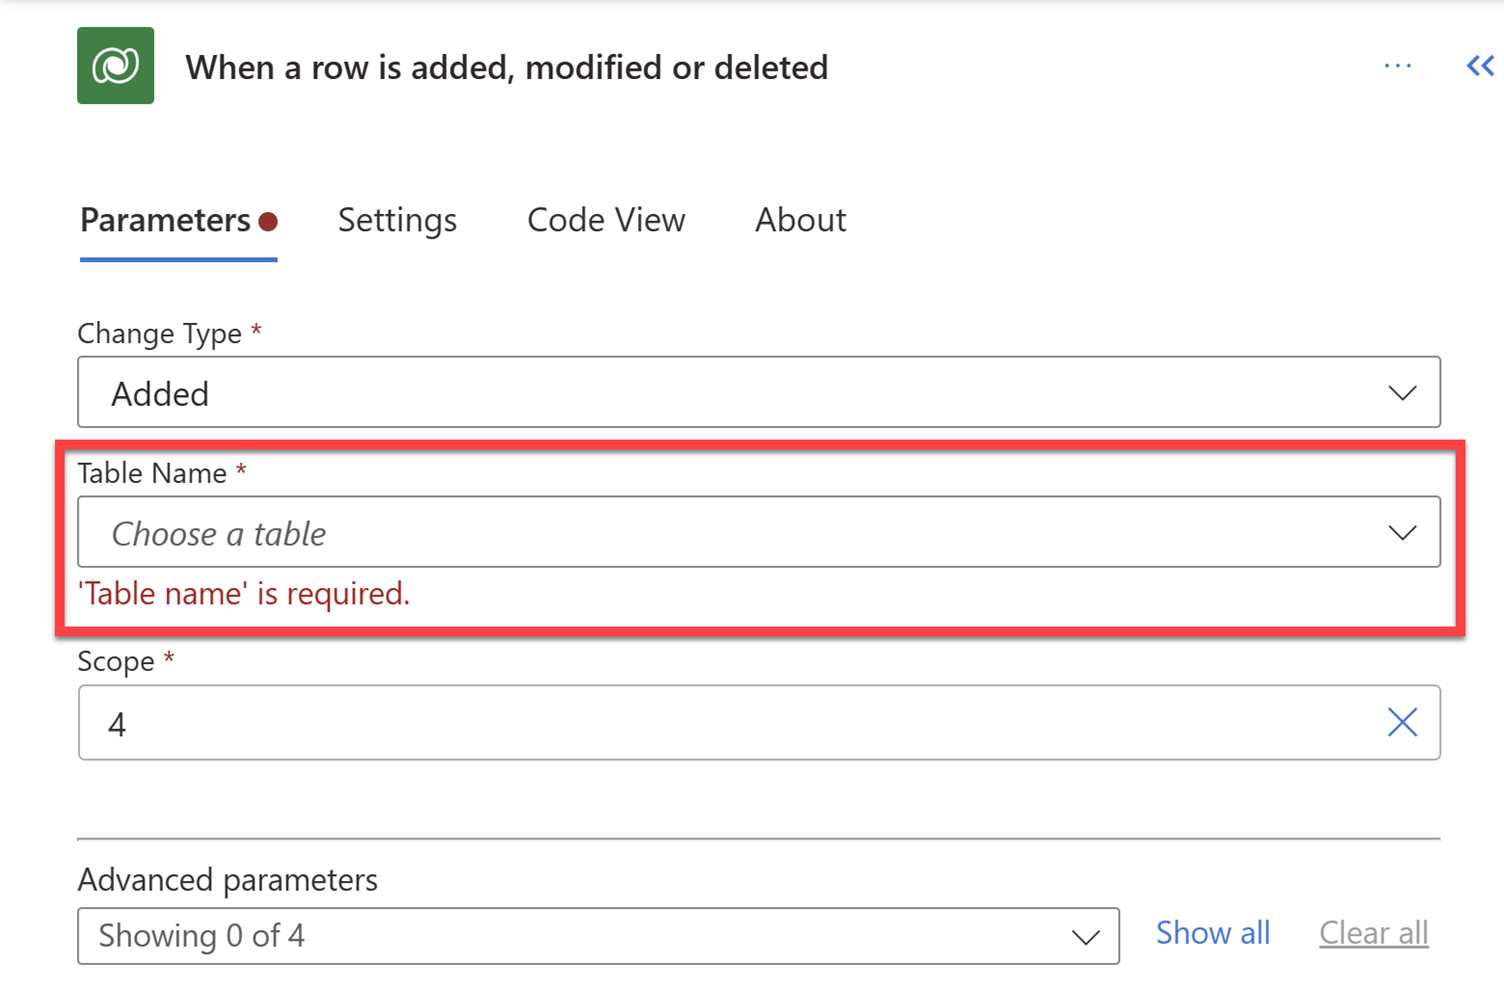 When a row is added, modified or deleted
Parameters Settings Code View About
Change Type *
Added
Table Name *
Choose a table
'Table name' is required.
Scope *
4
Advanced parameters
Showing 0 of 4 Show all Clear all